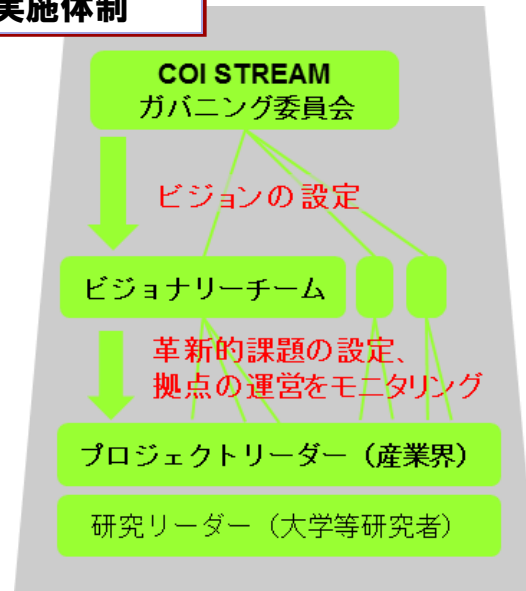 実施体制
COI STREAM
ガバニング委員会
ビジョンの設定
ビジョナリーチーム
革新的課題の設定、
拠点の運営をモニタリング
プロジェクトリーダー（産業界）
研究リーダー（大学等研究者）